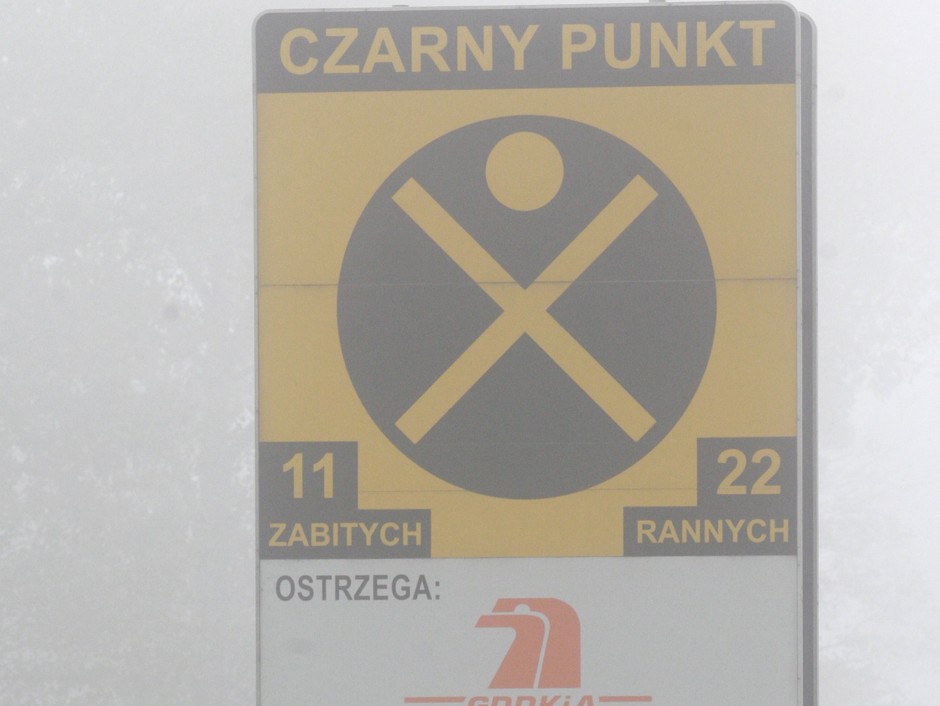 CZARNY PUNKT
11
ZABITYCH
22
RANNYCH
OSTRZEGA:
GDDKiA